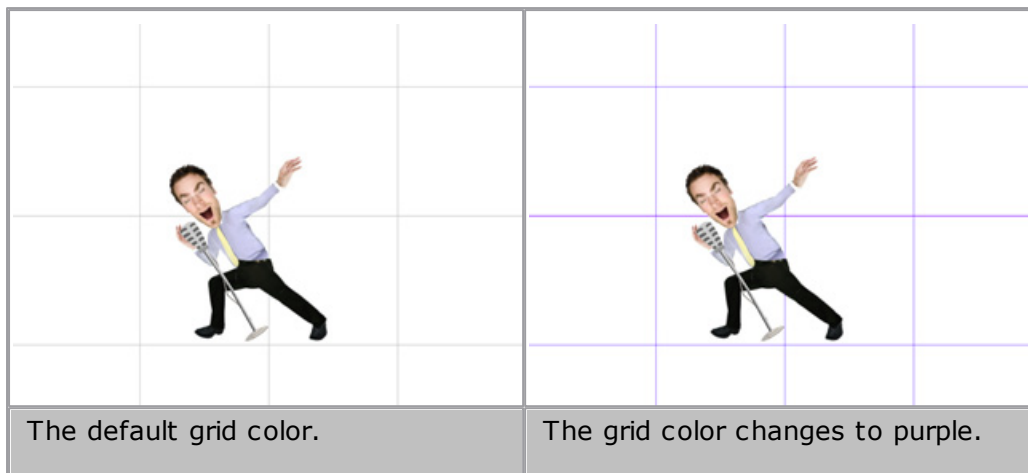 The default grid color.
The grid color changes to purple.